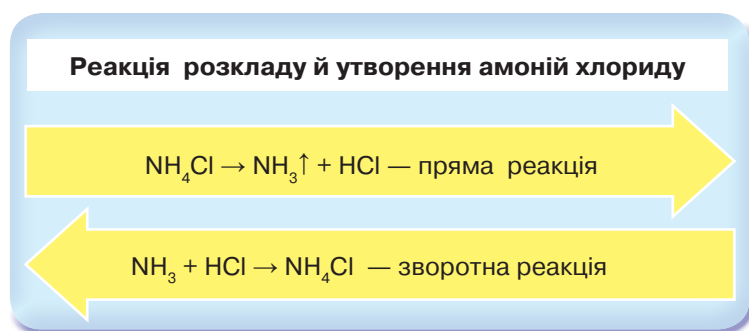 Реакція розкладу й утворення амоній хлориду
NH₄Cl → NH₃↑ + HCl — пряма реакція
NH₃ + HCl → NH₄Cl — зворотна реакція